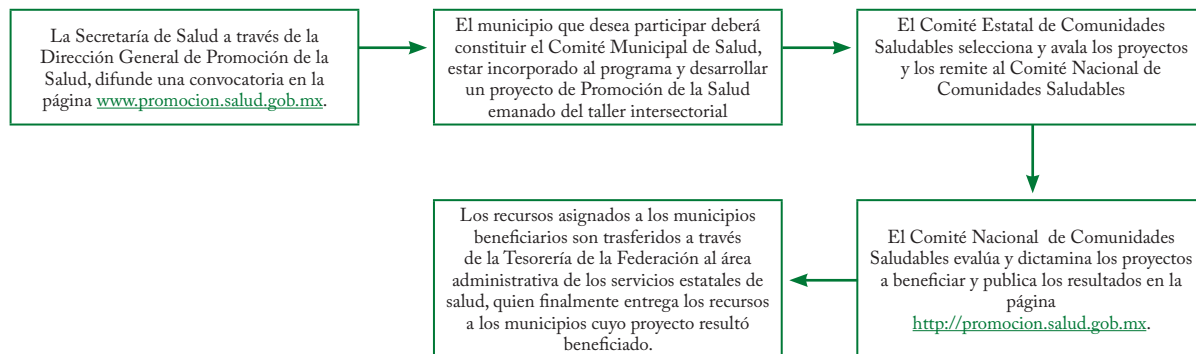 La Secretaría de Salud a través de la
Dirección General de Promoción de la
Salud, difunde una convocatoria en la
página www.promocion.salud.gob.mx.
El municipio que desea participar deberá
constituir el Comité Municipal de Salud,
estar incorporado al programa y desarrollar
un proyecto de Promoción de la Salud
emanado del taller intersectorial
El Comité Estatal de Comunidades
Saludables selecciona y avala los proyectos
y los remite al Comité Nacional de
Comunidades Saludables
El Comité Nacional de Comunidades
Saludables evalúa y dictamina los proyectos
a beneficiar y publica los resultados en la
página
http://promocion.salud.gob.mx.
Los recursos asignados a los municipios
beneficiarios son trasferidos a través
de la Tesorería de la Federación al área
administrativa de los servicios estatales de
salud, quien finalmente entrega los recursos
a los municipios cuyo proyecto resultó
beneficiado.